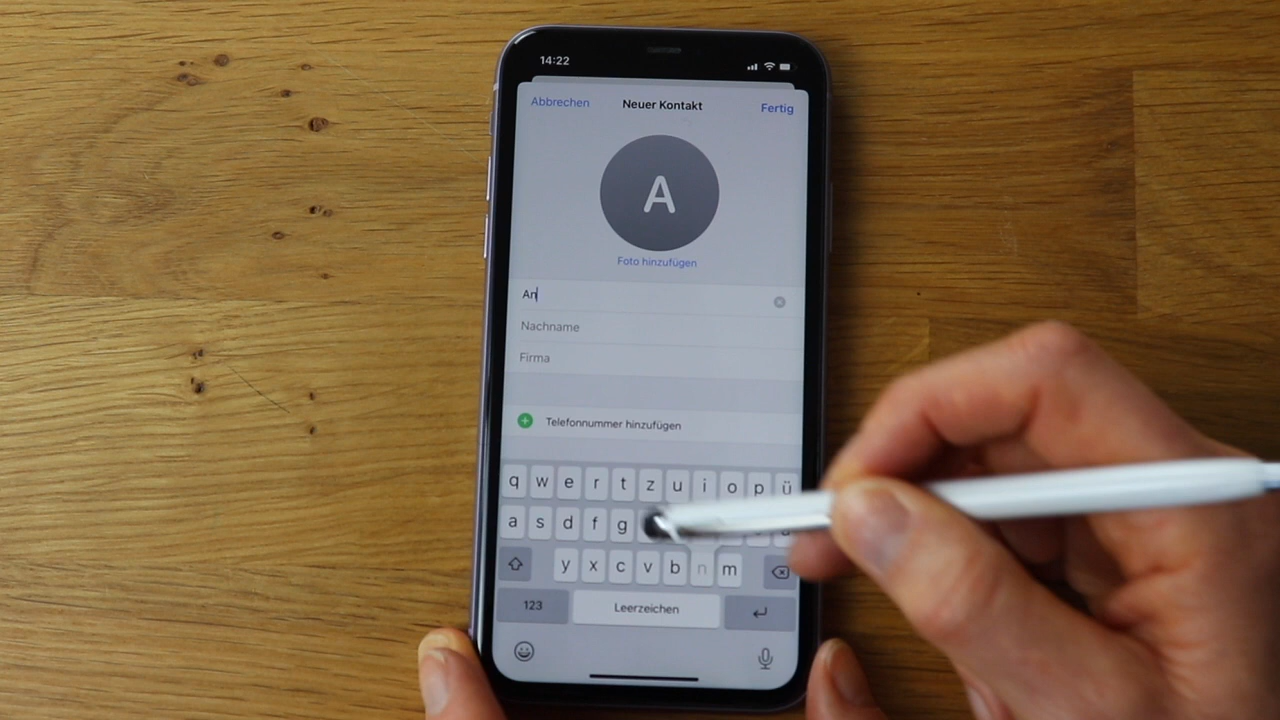 14:22
Abbrechen Neuer Kontakt Fertig
A
Foto hinzufügen
An
Nachname
Firma
Telefonnummer hinzufügen
q w e r t z u i o p ü
a s d f g
y x c v b n m
123 Leerzeichen